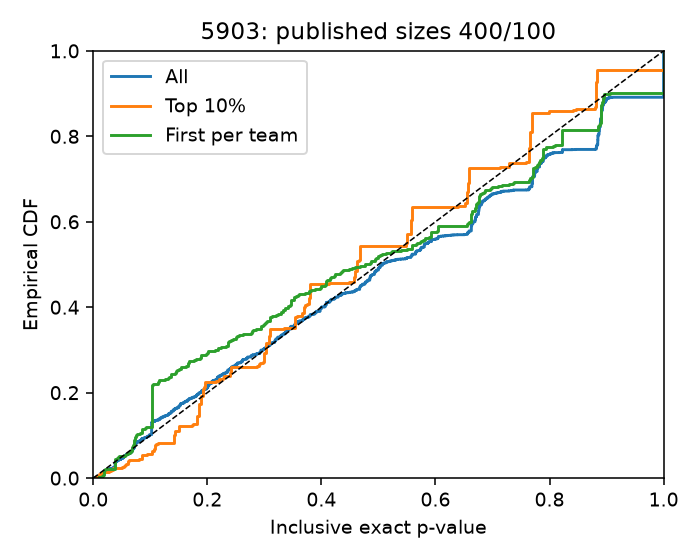 5903: published sizes 400/100
All
Top 10%
First per team
Empirical CDF
1.0
0.8
0.6
0.4
0.2
0.0
0.0 0.2 0.4 0.6 0.8 1.0
Inclusive exact p-value